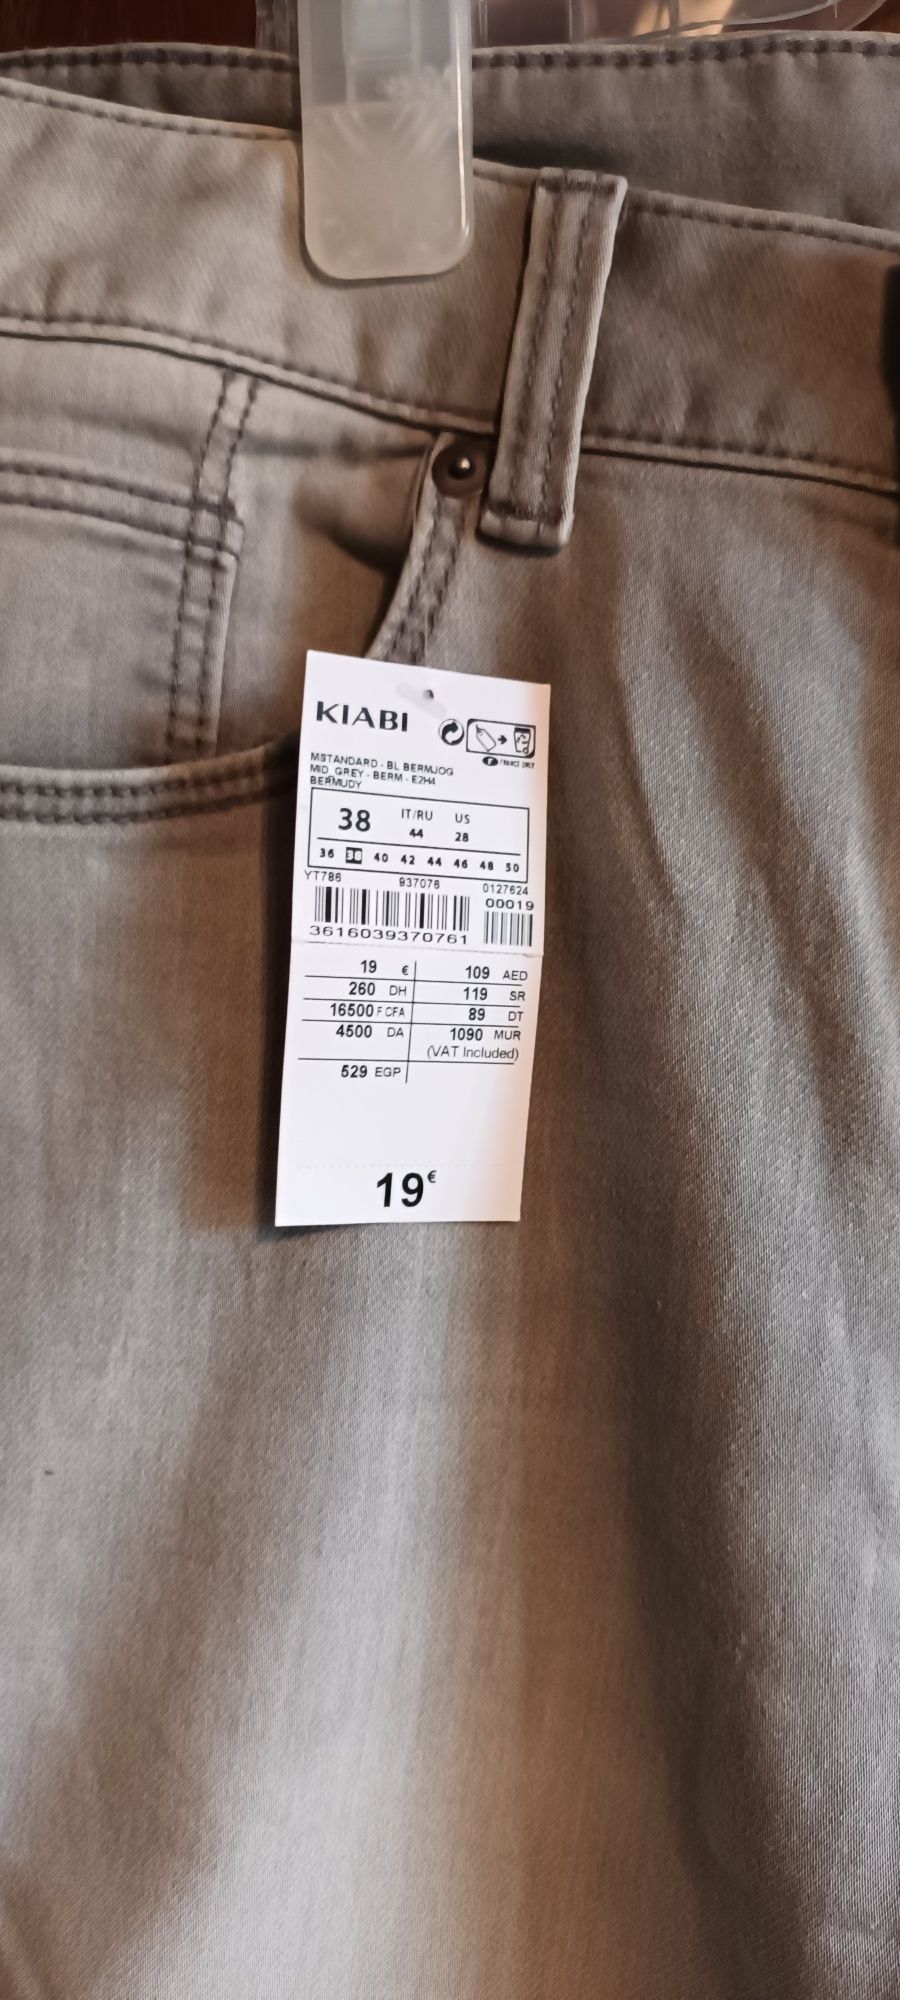 KIABI
FRANCE ONLY
MSTANDARD - BL BERMJOG
MID GREY - BERM - E2H4
BERMUDY
38 IT/RU US
44 28
36 38 40 42 44 46 48 50
YT786 937076 0127624
00019
3616039370761
19 € 109 AED
260 DH 119 SR
16500 F CFA 89 DT
4500 DA 1090 MUR
(VAT Included)
529 EGP
19€